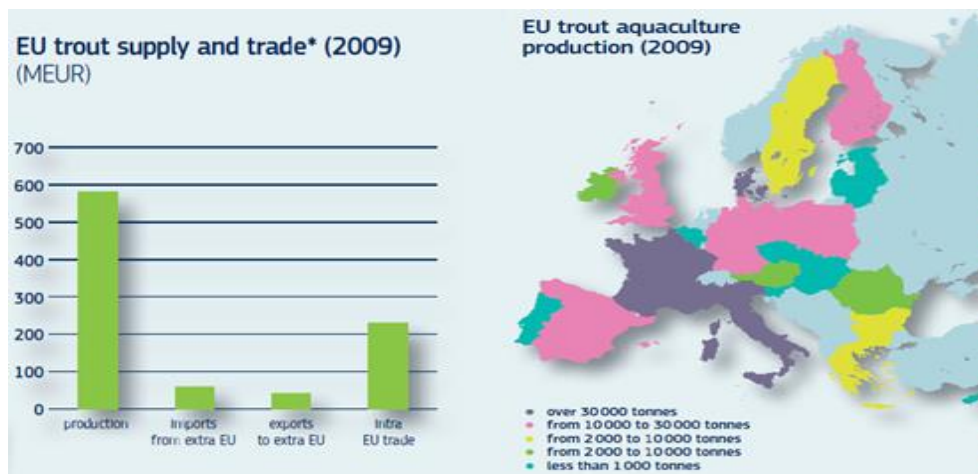 EU trout supply and trade* (2009)
(MEUR)
700
600
500
400
300
200
100
0
production
imports
from extra EU
exports
to extra EU
intra
EU trade
EU trout aquaculture
production (2009)
over 30 000 tonnes
from 10 000 to 30 000 tonnes
from 2 000 to 10 000 tonnes
from 2 000 to 10 000 tonnes
less than 1 000 tonnes